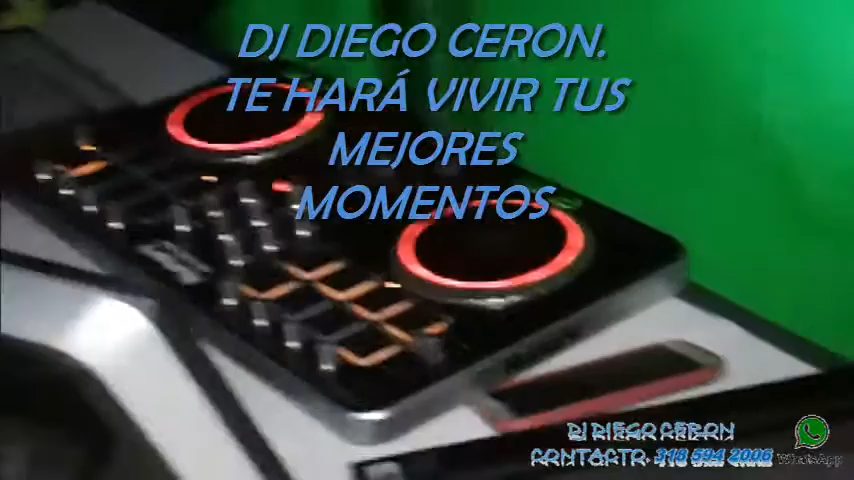 DJ DIEGO CERON.
TE HARÁ VIVIR TUS
MEJORES
MOMENTOS
DJ DIEGO CERON
CONTACTO. 318 594 2006 WhatsApp